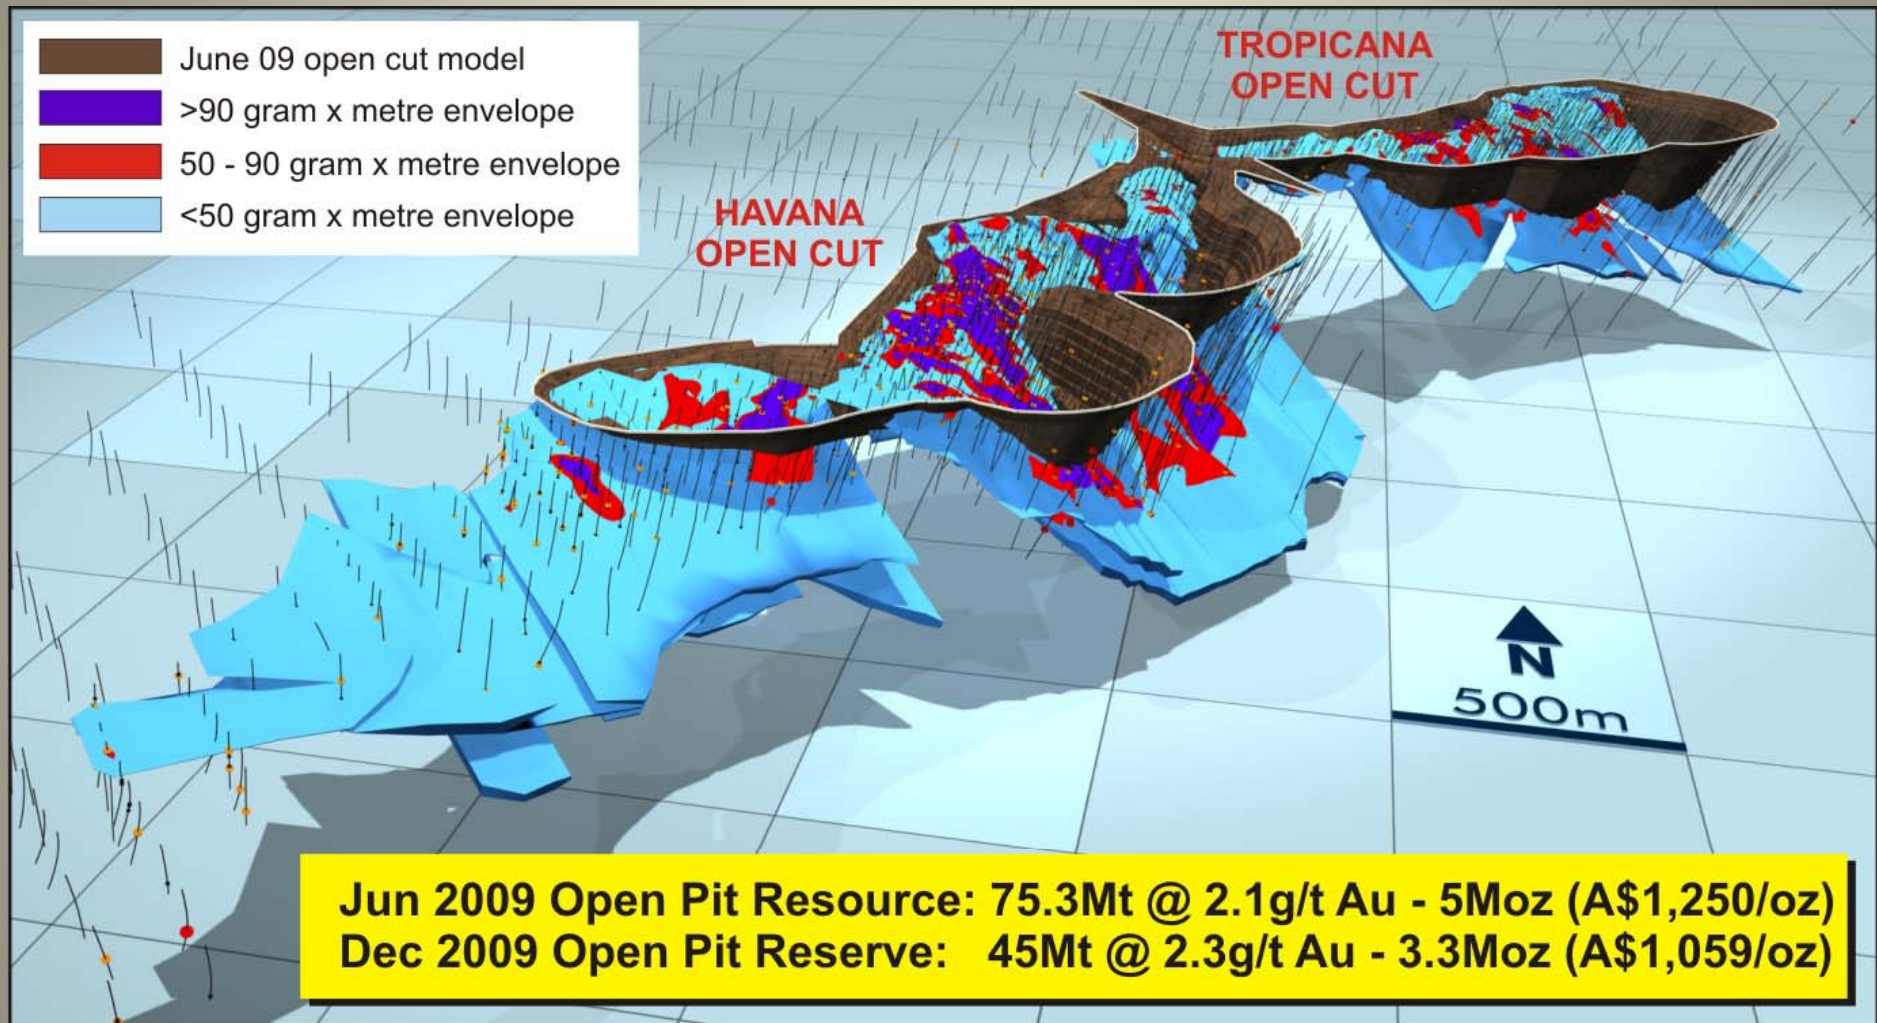 June 09 open cut model
>90 gram x metre envelope
50 - 90 gram x metre envelope
<50 gram x metre envelope
TROPICANA
OPEN CUT
HAVANA
OPEN CUT
N
500m
Jun 2009 Open Pit Resource: 75.3Mt @ 2.1g/t Au - 5Moz (A$1,250/oz)
Dec 2009 Open Pit Reserve: 45Mt @ 2.3g/t Au - 3.3Moz (A$1,059/oz)